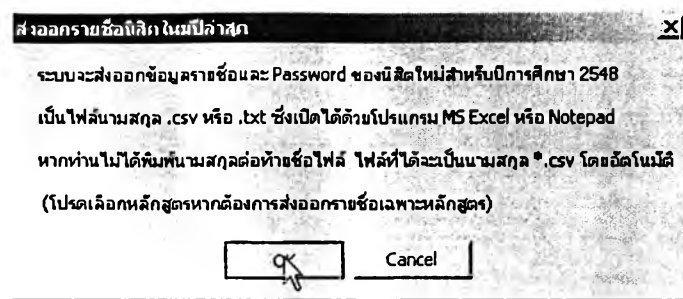 ส่งออกรายชื่อนิสิตใหม่ปีล่าสุด
ระบบจะส่งออกข้อมูลรายชื่อและ Password ของนิสิตใหม่สำหรับปีการศึกษา 2548
เป็นไฟล์นามสกุล .csv หรือ .txt ซึ่งเปิดได้ด้วยโปรแกรม MS Excel หรือ Notepad
หากท่านไม่ได้พิมพ์นามสกุลต่อท้ายชื่อไฟล์ ไฟล์ที่ได้จะเป็นนามสกุล *.csv โดยอัตโนมัติ
(โปรดเลือกหลักสูตรหากต้องการส่งออกรายชื่อเฉพาะหลักสูตร)
OK Cancel